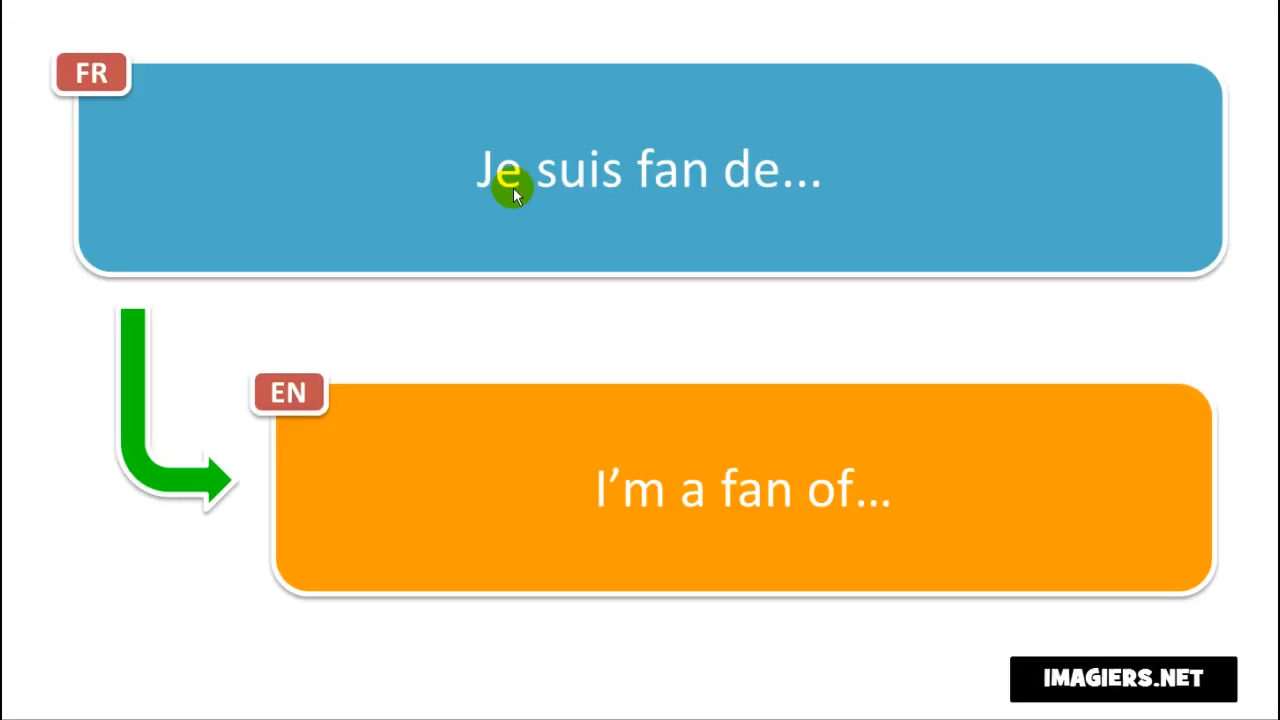 FR
Je suis fan de...
EN
I’m a fan of...
IMAGIERS.NET